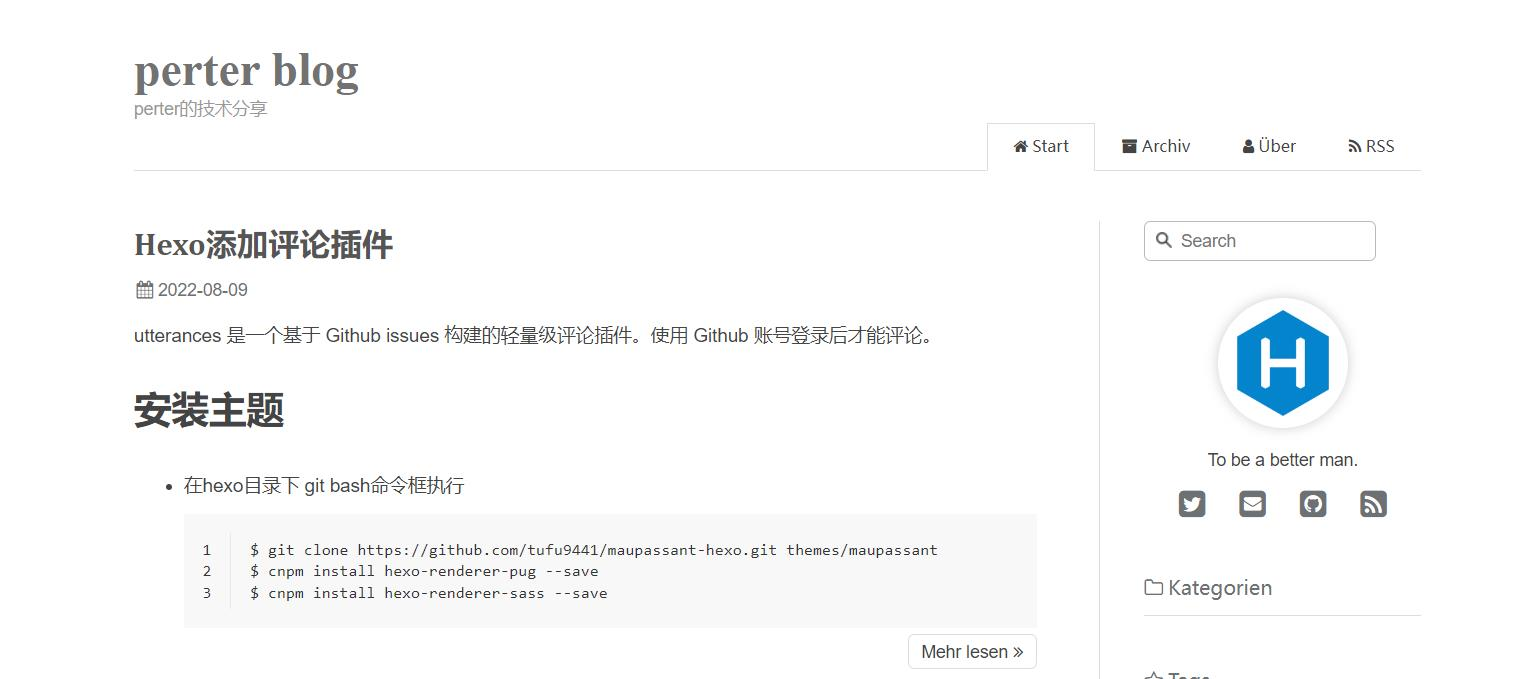 perter blog
perter的技术分享
Start
Archiv
Über
RSS
Hexo添加评论插件
2022-08-09
utterances 是一个基于 Github issues 构建的轻量级评论插件。使用 Github 账号登录后才能评论。
安装主题
在hexo目录下 git bash命令框执行
1 $ git clone https://github.com/tufu9441/maupassant-hexo.git themes/maupassant
2 $ cnpm install hexo-renderer-pug --save
3 $ cnpm install hexo-renderer-sass --save
Mehr lesen »
Search
H
To be a better man.
Kategorien
Tags